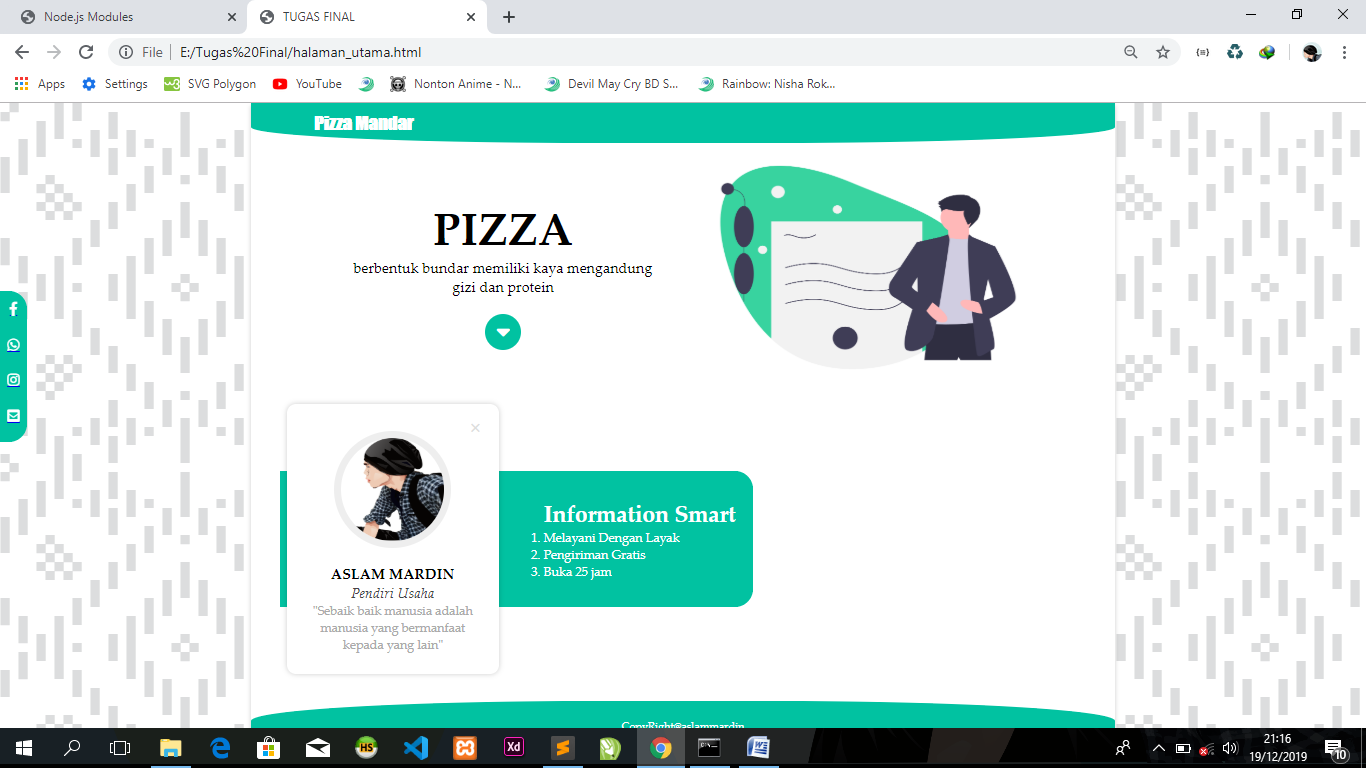 Node.js Modules
TUGAS FINAL
File
E:/Tugas%20Final/halaman_utama.html
Apps
Settings
SVG Polygon
YouTube
Nonton Anime - N...
Devil May Cry BD S...
Rainbow: Nisha Rok...
Pizza Mandar
PIZZA
berbentuk bundar memiliki kaya mengandung
gizi dan protein
ASLAM MARDIN
Pendiri Usaha
"Sebaik baik manusia adalah
manusia yang bermanfaat
kepada yang lain"
Information Smart
1. Melayani Dengan Layak
2. Pengiriman Gratis
3. Buka 25 jam
CopyRight@aslammardin
HS
Xd
21:16
19/12/2019
10